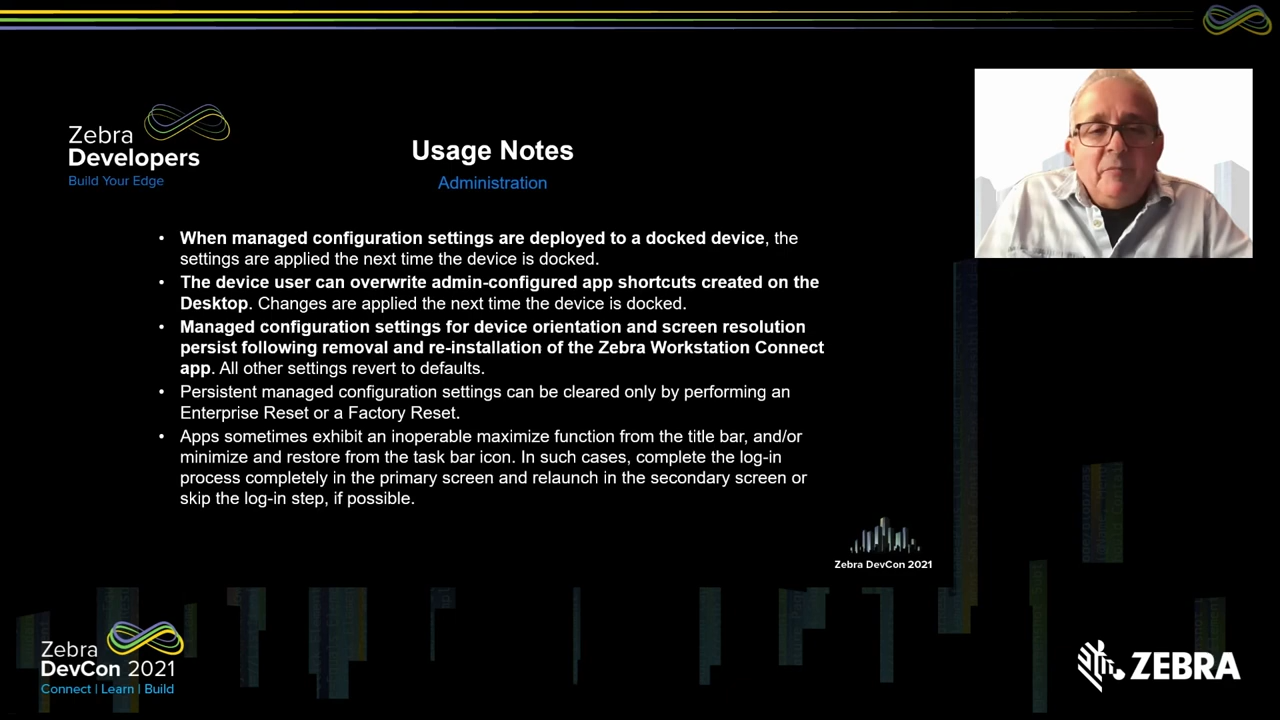 Zebra
Developers
Build Your Edge
Usage Notes
Administration
• When managed configuration settings are deployed to a docked device, the
settings are applied the next time the device is docked.
• The device user can overwrite admin-configured app shortcuts created on the
Desktop. Changes are applied the next time the device is docked.
• Managed configuration settings for device orientation and screen resolution
persist following removal and re-installation of the Zebra Workstation Connect
app. All other settings revert to defaults.
• Persistent managed configuration settings can be cleared only by performing an
Enterprise Reset or a Factory Reset.
• Apps sometimes exhibit an inoperable maximize function from the title bar, and/or
minimize and restore from the task bar icon. In such cases, complete the log-in
process completely in the primary screen and relaunch in the secondary screen or
skip the log-in step, if possible.
Zebra DevCon 2021
Zebra
DevCon 2021
Connect | Learn | Build
ZEBRA